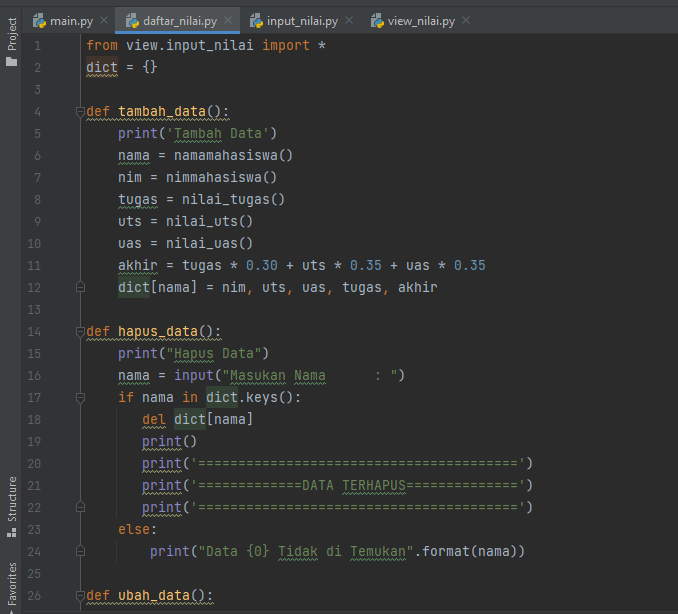 main.py daftar_nilai.py input_nilai.py view_nilai.py
Project
Structure
Favorites
1 from view.input_nilai import *
2 dict = {}
3
4 def tambah_data():
5     print('Tambah Data')
6     nama = namamahasiswa()
7     nim = nimmahasiswa()
8     tugas = nilai_tugas()
9     uts = nilai_uts()
10     uas = nilai_uas()
11     akhir = tugas * 0.30 + uts * 0.35 + uas * 0.35
12     dict[nama] = nim, uts, uas, tugas, akhir
13
14 def hapus_data():
15     print("Hapus Data")
16     nama = input("Masukan Nama      : ")
17     if nama in dict.keys():
18        del dict[nama]
19        print()
20        print('========================================')
21        print('=============DATA TERHAPUS==============')
22        print('========================================')
23     else:
24         print("Data {0} Tidak di Temukan".format(nama))
25
26 def ubah_data():